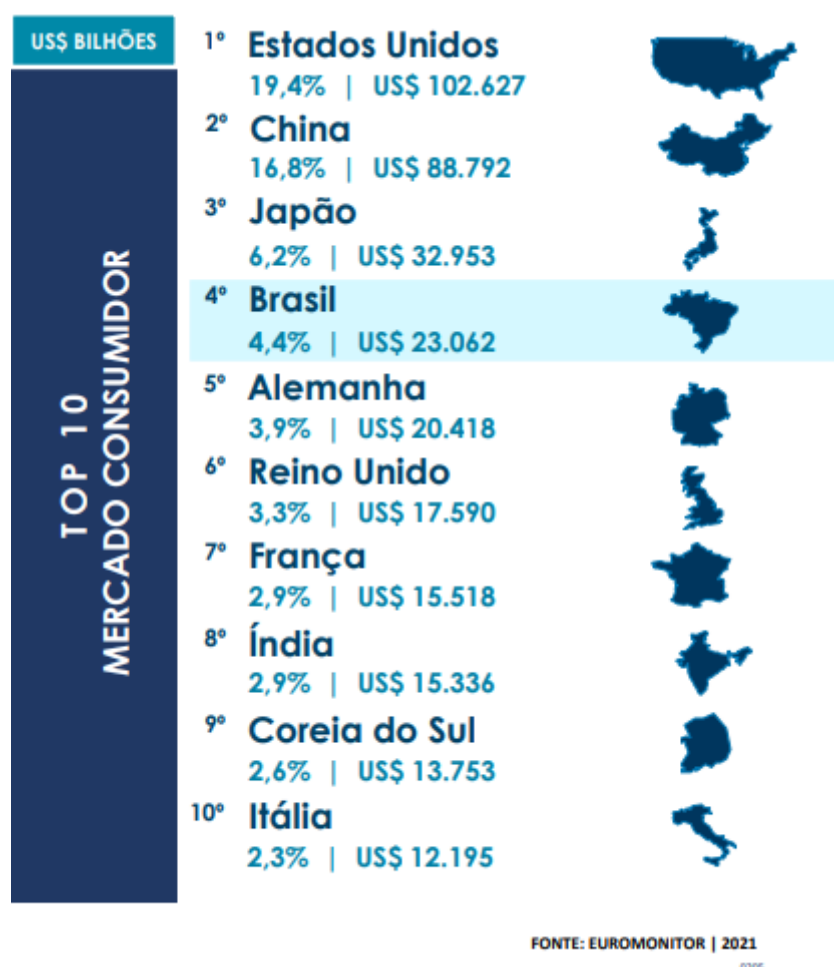 US$ BILHÕES
TOP 10
MERCADO CONSUMIDOR
1º Estados Unidos
19,4% | US$ 102.627
2º China
16,8% | US$ 88.792
3º Japão
6,2% | US$ 32.953
4º Brasil
4,4% | US$ 23.062
5º Alemanha
3,9% | US$ 20.418
6º Reino Unido
3,3% | US$ 17.590
7º França
2,9% | US$ 15.518
8º Índia
2,9% | US$ 15.336
9º Coreia do Sul
2,6% | US$ 13.753
10º Itália
2,3% | US$ 12.195
FONTE: EUROMONITOR | 2021